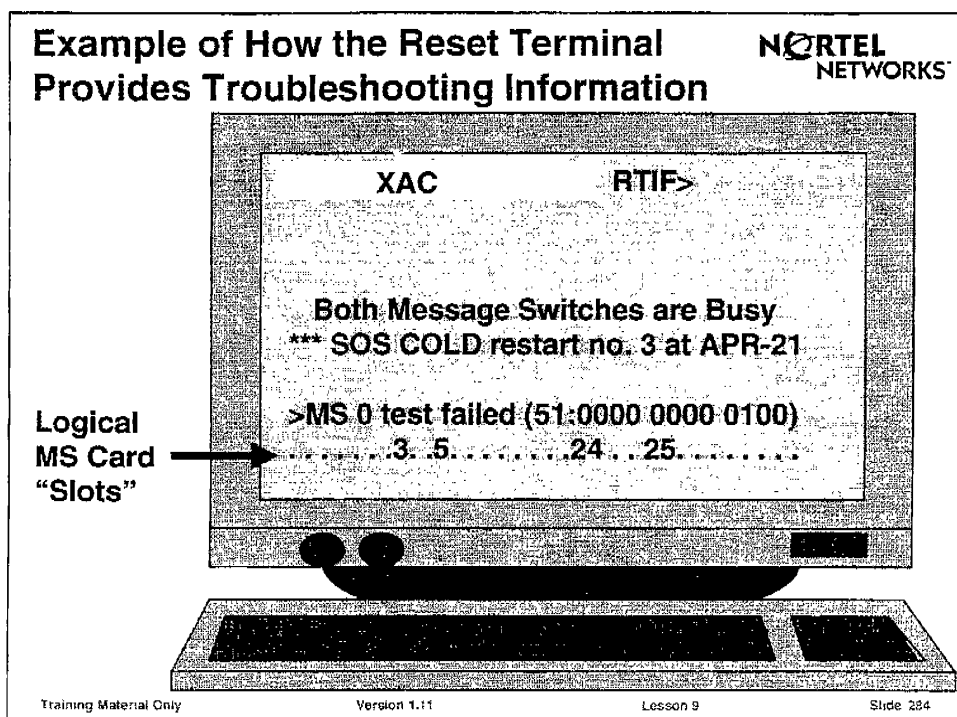 Example of How the Reset Terminal
Provides Troubleshooting Information
NORTEL
NETWORKS
XAC RTIF>
Both Message Switches are Busy
*** SOS COLD restart no. 3 at APR-21
>MS 0 test failed (51:0000 0000 0100)
. . . . . . .3. .5. . . . . . . .24 . . 25. . . . . . . .
Logical
MS Card
"Slots"
Training Material Only Version 1.11 Lesson 9 Slide 284